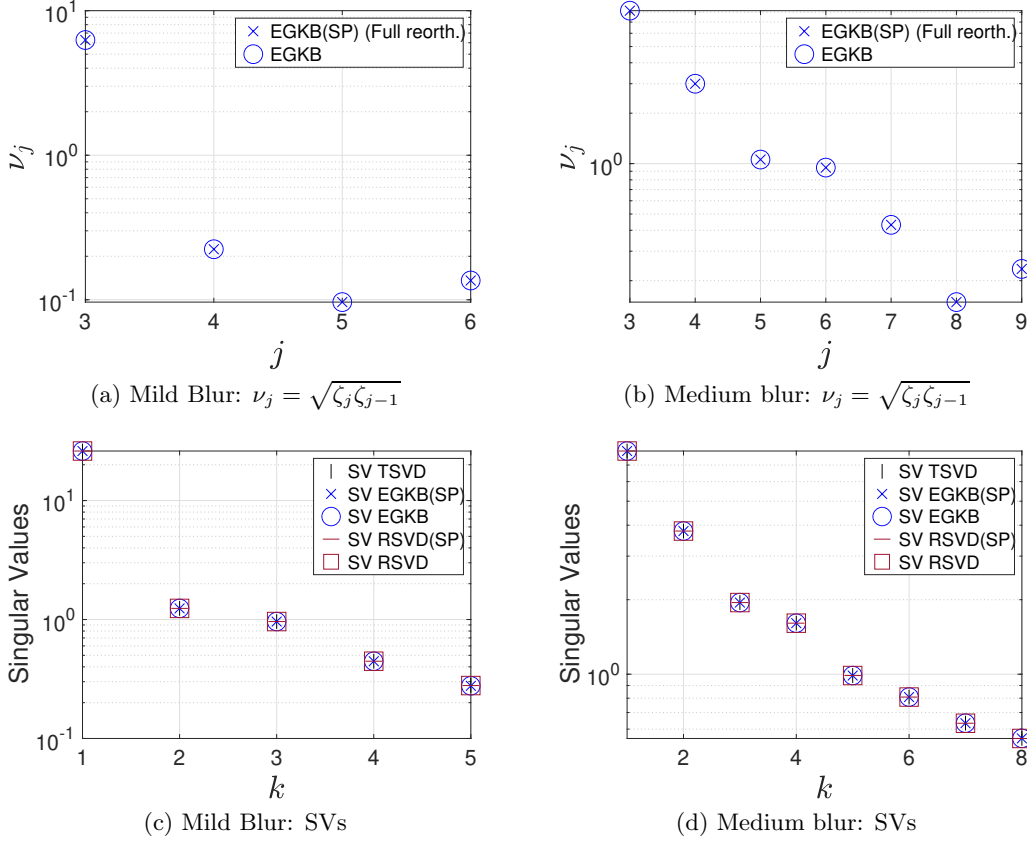 10^1
10^0
10^-1
ν_j
3 4 5 6
j
EGKB(SP) (Full reorth.)
EGKB
(a) Mild Blur: ν_j = √ζ_jζ_{j−1}
10^0
ν_j
3 4 5 6 7 8 9
j
EGKB(SP) (Full reorth.)
EGKB
(b) Medium blur: ν_j = √ζ_jζ_{j−1}
10^1
10^0
10^-1
Singular Values
1 2 3 4 5
k
SV TSVD
SV EGKB(SP)
SV EGKB
SV RSVD(SP)
SV RSVD
(c) Mild Blur: SVs
10^0
Singular Values
2 4 6 8
k
SV TSVD
SV EGKB(SP)
SV EGKB
SV RSVD(SP)
SV RSVD
(d) Medium blur: SVs